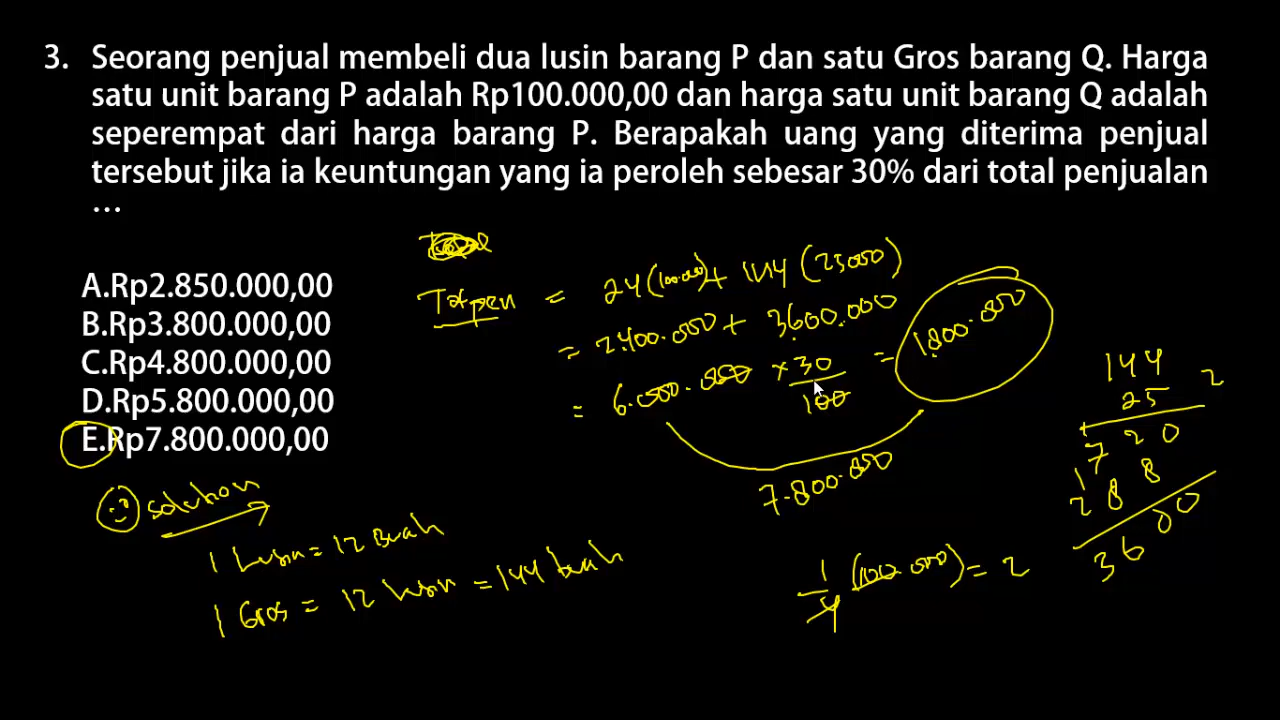 3. Seorang penjual membeli dua lusin barang P dan satu Gros barang Q. Harga
satu unit barang P adalah Rp100.000,00 dan harga satu unit barang Q adalah
seperempat dari harga barang P. Berapakah uang yang diterima penjual
tersebut jika ia keuntungan yang ia peroleh sebesar 30% dari total penjualan
...
A.Rp2.850.000,00
B.Rp3.800.000,00
C.Rp4.800.000,00
D.Rp5.800.000,00
E.Rp7.800.000,00
Tot pen = 24 (100.000) + 144 (25000)
= 2.400.000 + 3.600.000
= 6.000.000 × 30/100 = 1.800.000
7.800.000
solution
1 Lusin = 12 Buah
1 Gros = 12 lusin = 144 buah
1/4 (100.000) = 2
144
25 2
720
1
288
3600